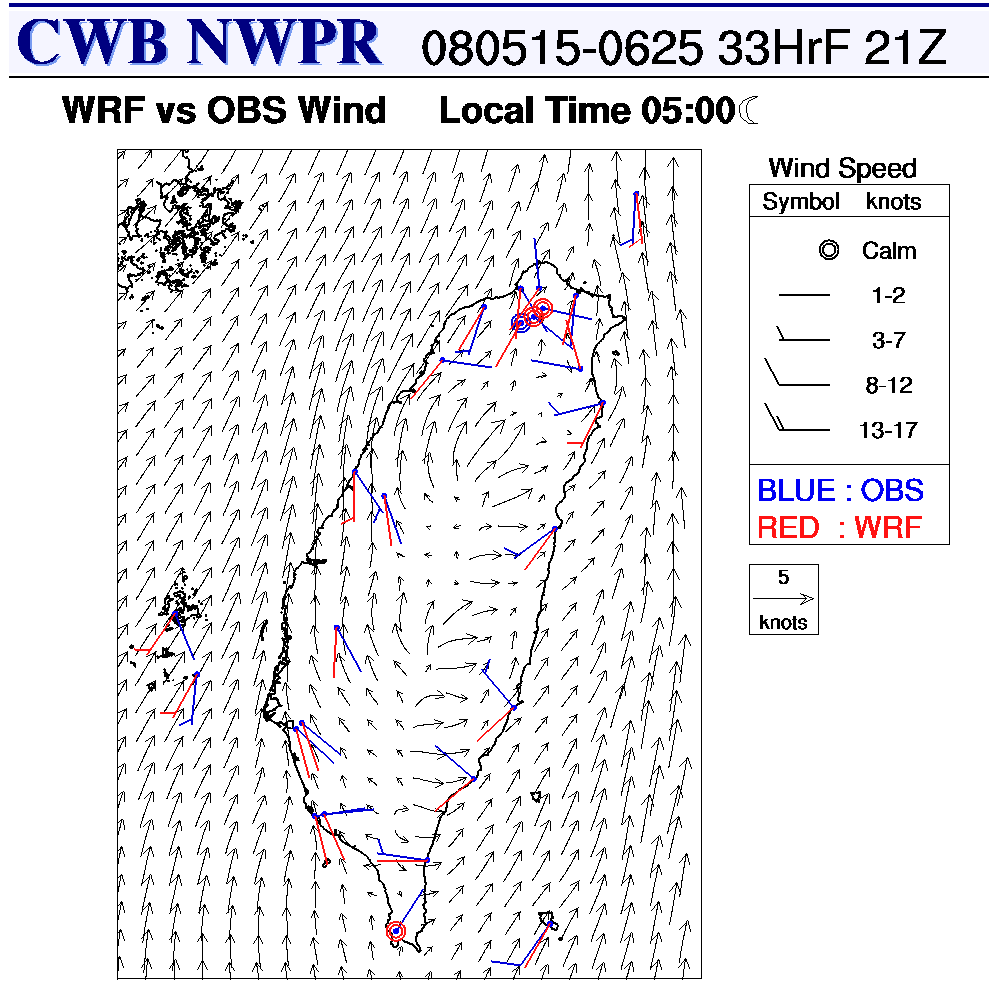 CWB NWPR 080515-0625 33HrF 21Z
WRF vs OBS Wind Local Time 05:00
Wind Speed
Symbol knots
Calm
1-2
3-7
8-12
13-17
BLUE : OBS
RED : WRF
5
knots